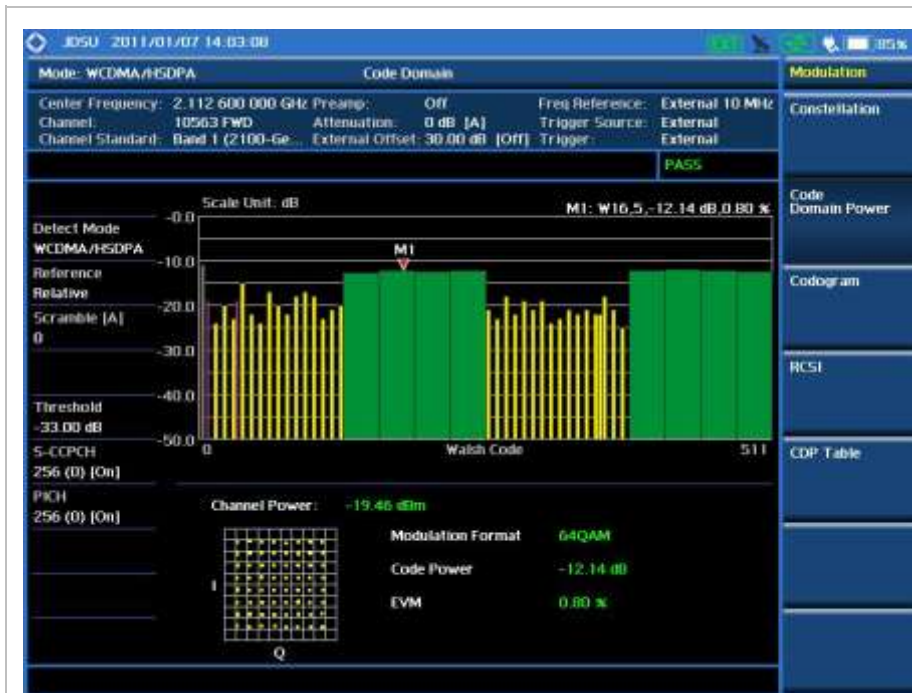 JDSU 2011/01/07 14:03:08
85%
Mode: WCDMA/HSDPA Code Domain Modulation
Center Frequency: 2.112 600 000 GHz Preamp: Off Freq Reference: External 10 MHz
Channel: 10563 FWD Attenuation: 0 dB [A] Trigger Source: External
Channel Standard: Band 1 (2100-Ge... External Offset: 30.00 dB [Off] Trigger: External
Constellation
PASS
Code
Domain Power
Scale Unit: dB M1: W16,5,-12.14 dB,0.80 %
-0.0
Detect Mode
WCDMA/HSDPA
M1
-10.0
Reference
Relative
Codogram
-20.0
Scramble [A]
0
-30.0
RCSI
-40.0
Threshold
-33.00 dB
-50.0
0 Walsh Code 511
S-CCPCH
256 (0) [On]
CDP Table
PICH
256 (0) [On]
Channel Power: -19.46 dBm
Modulation Format 64QAM
Code Power -12.14 dB
I
EVM 0.80 %
Q